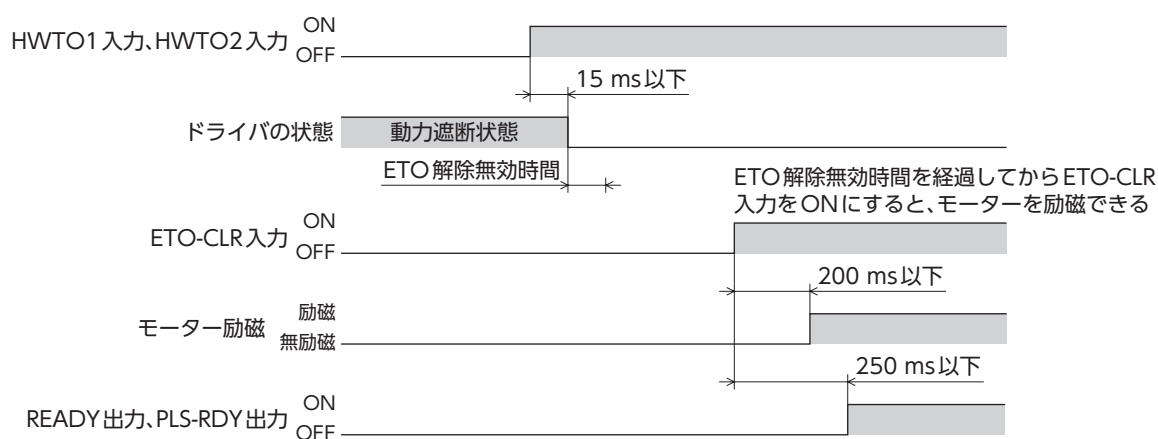 HWTO1入力、HWTO2入力
ON
OFF
15 ms以下
ドライバの状態
動力遮断状態
ETO解除無効時間
ETO解除無効時間を経過してからETO-CLR
入力をONにすると、モーターを励磁できる
ETO-CLR入力
ON
OFF
200 ms以下
モーター励磁
励磁
無励磁
250 ms以下
READY出力、PLS-RDY出力
ON
OFF